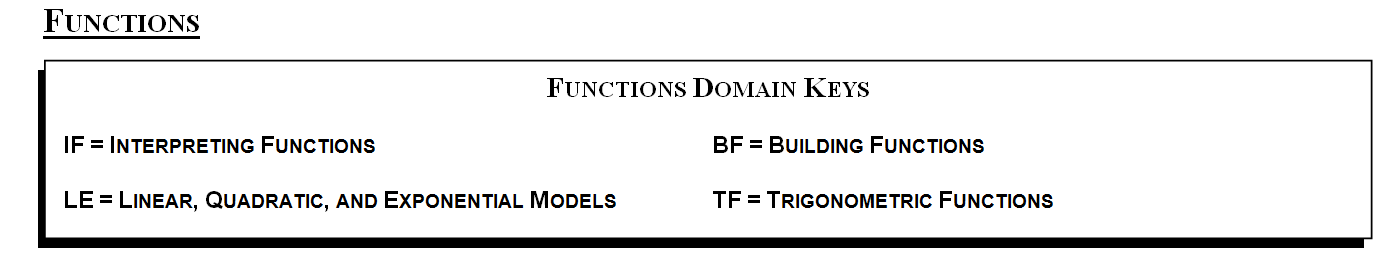 FUNCTIONS
FUNCTIONS DOMAIN KEYS
IF = INTERPRETING FUNCTIONS
BF = BUILDING FUNCTIONS
LE = LINEAR, QUADRATIC, AND EXPONENTIAL MODELS
TF = TRIGONOMETRIC FUNCTIONS